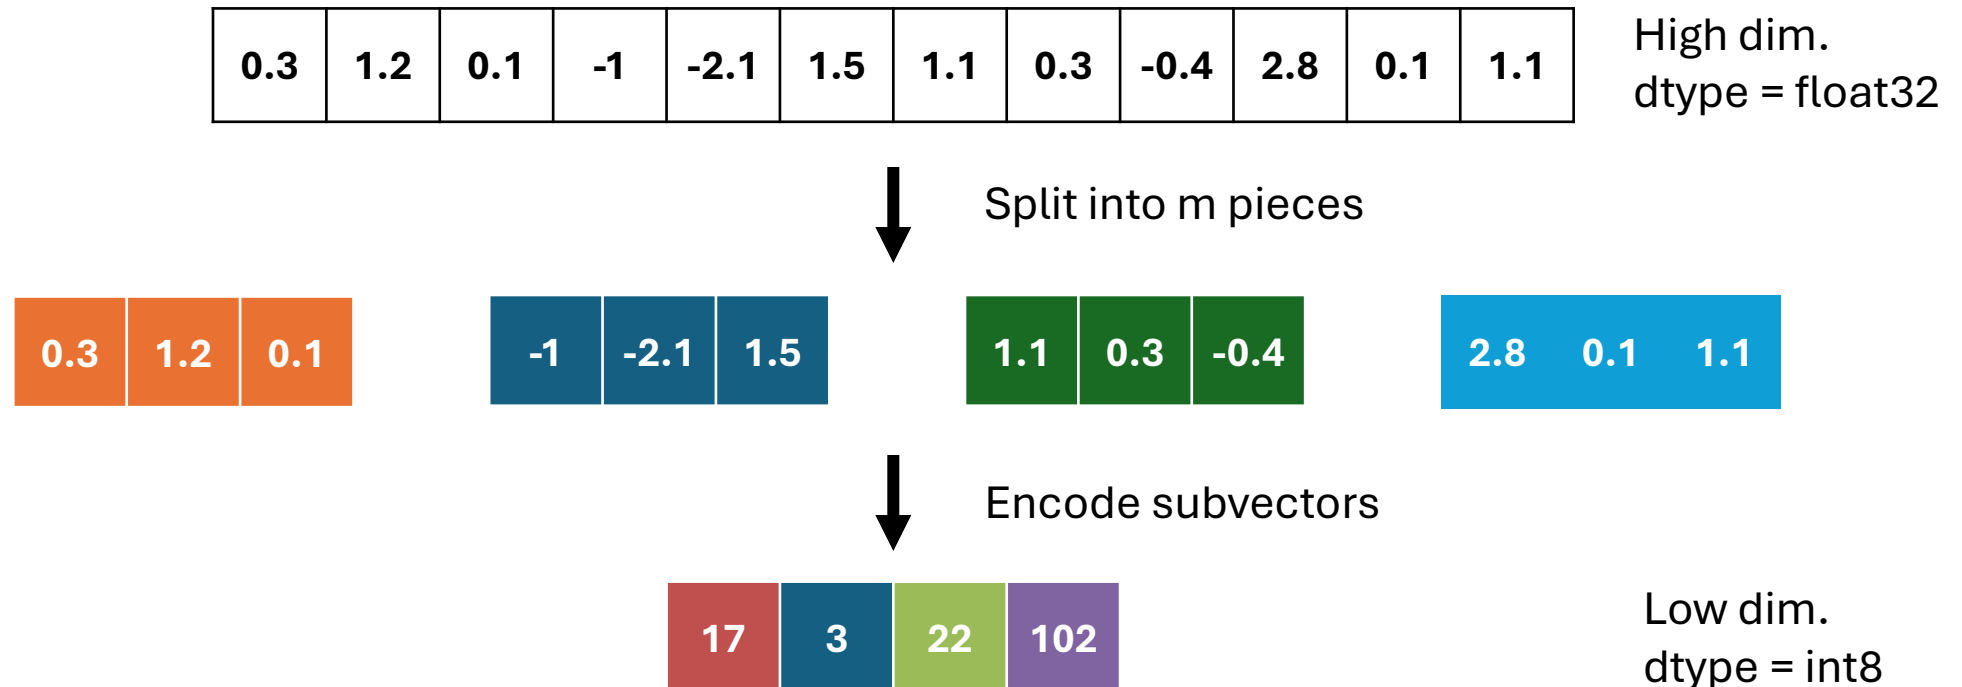 0.3 1.2 0.1 -1 -2.1 1.5 1.1 0.3 -0.4 2.8 0.1 1.1
High dim.
dtype = float32
Split into m pieces
0.3 1.2 0.1
-1 -2.1 1.5
1.1 0.3 -0.4
2.8 0.1 1.1
Encode subvectors
17 3 22 102
Low dim.
dtype = int8